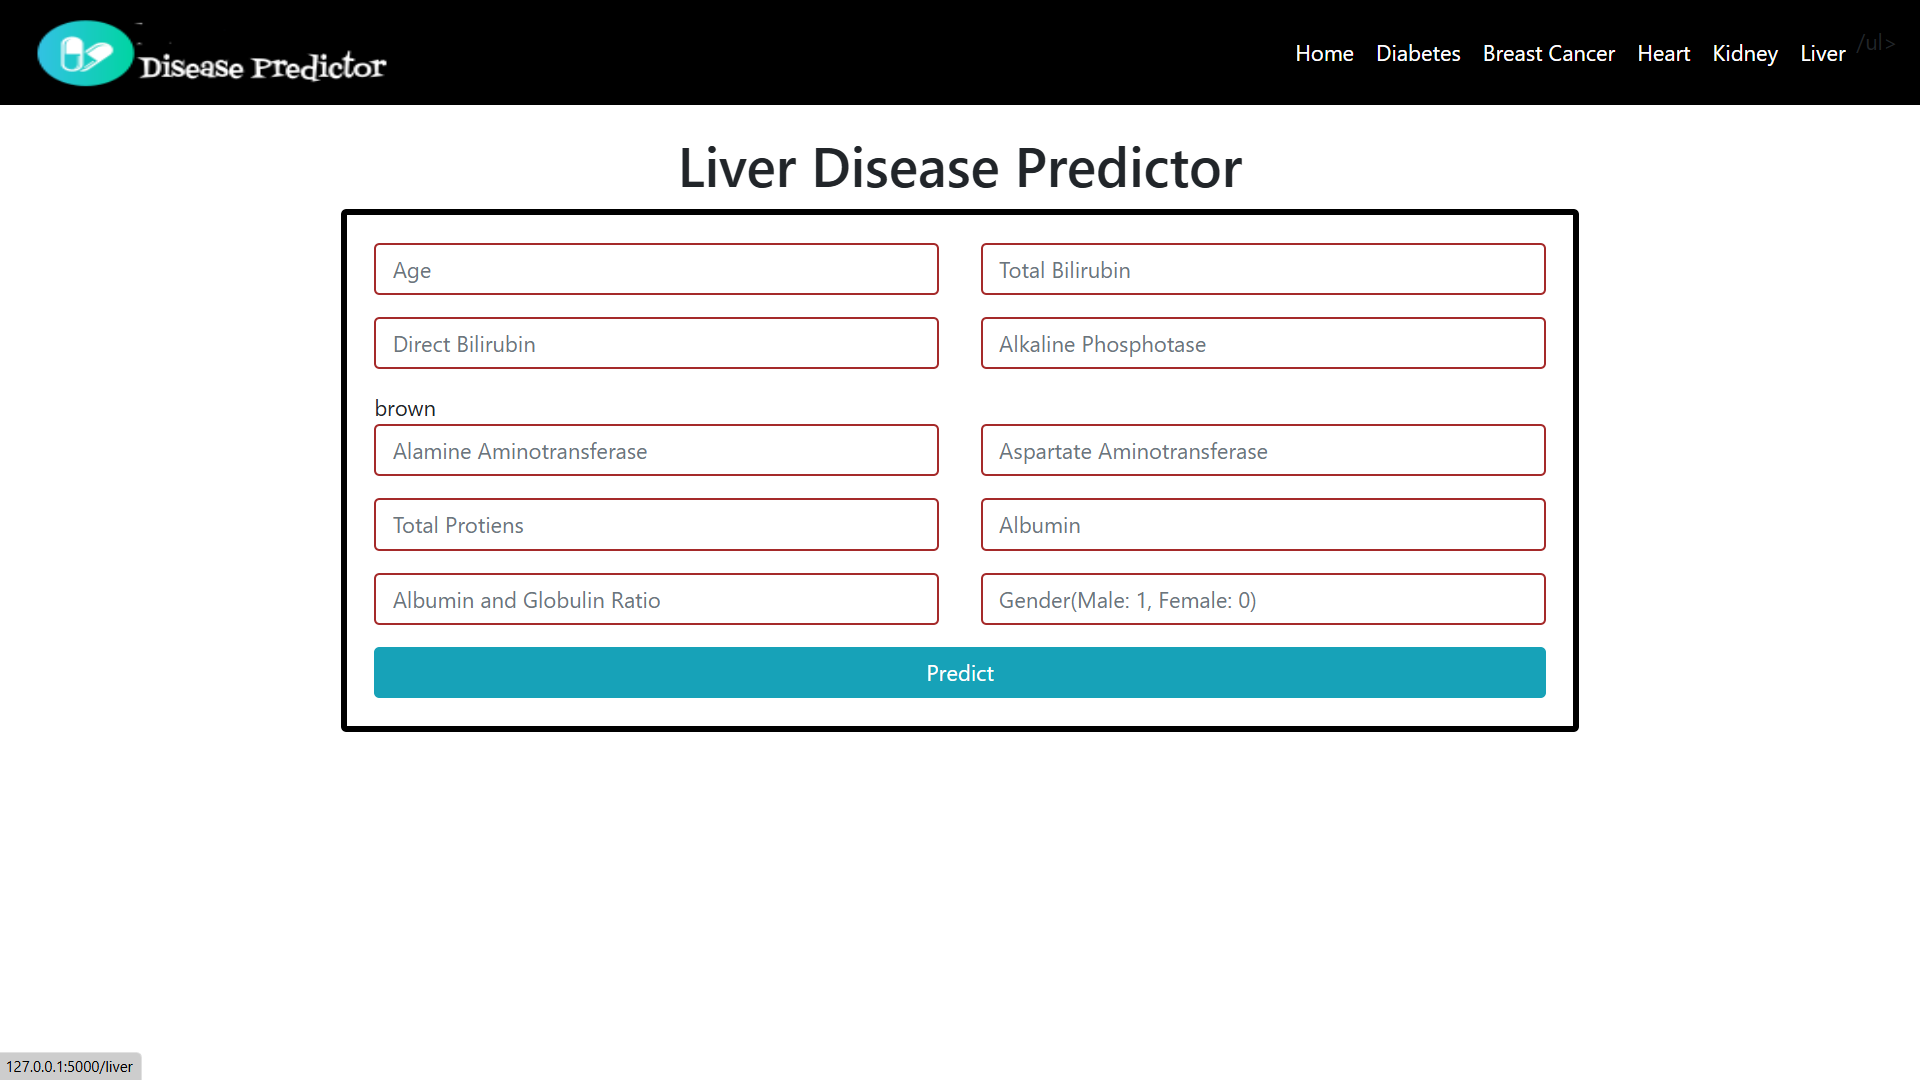 Disease Predictor
Home Diabetes Breast Cancer Heart Kidney Liver /ul>
Liver Disease Predictor
Age Total Bilirubin
Direct Bilirubin Alkaline Phosphotase
brown
Alamine Aminotransferase Aspartate Aminotransferase
Total Protiens Albumin
Albumin and Globulin Ratio Gender(Male: 1, Female: 0)
Predict
127.0.0.1:5000/liver